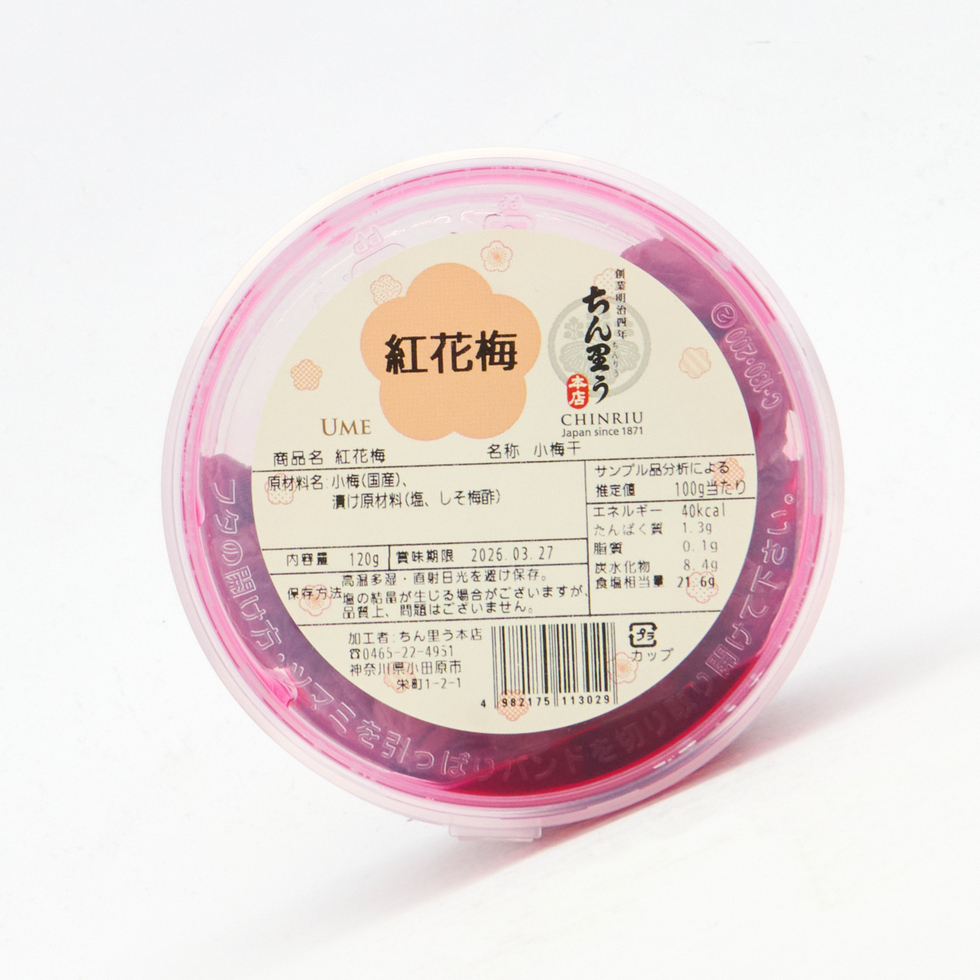 紅花梅
UME
創業明治四年
ちん里う
本店
CHINRIU
Japan since 1871
商品名 紅花梅
名称 小梅干
原材料名:小梅(国産)、
漬け原材料(塩、しそ梅酢)
サンプル品分析による
推定値 100g当たり
エネルギー 40kcal
たんぱく質 1.3g
脂質 0.1g
炭水化物 8.4g
食塩相当量 21.6g
内容量 120g 賞味期限 2026.03.27
保存方法
高温多湿・直射日光を避け保存。
塩の結晶が生じる場合がございますが、
品質上、問題はございません。
加工者:ちん里う本店
☎0465-22-4951
神奈川県小田原市
栄町1-2-1
4 982175 113029
プラ
カップ
フタの開け方・ツマミを引っぱりバンドを切り取り開けて下さい。
PP